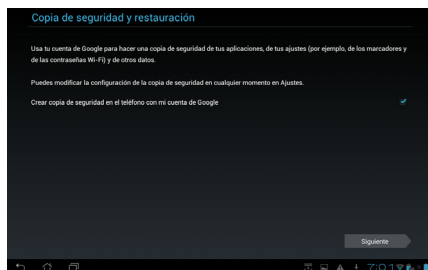 Copia de seguridad y restauración
Usa tu cuenta de Google para hacer una copia de seguridad de tus aplicaciones, de tus ajustes (por ejemplo, de los marcadores y
de las contraseñas Wi-Fi) y de otros datos.
Puedes modificar la configuración de la copia de seguridad en cualquier momento en Ajustes.
Crear copia de seguridad en el teléfono con mi cuenta de Google
Siguiente
7:01